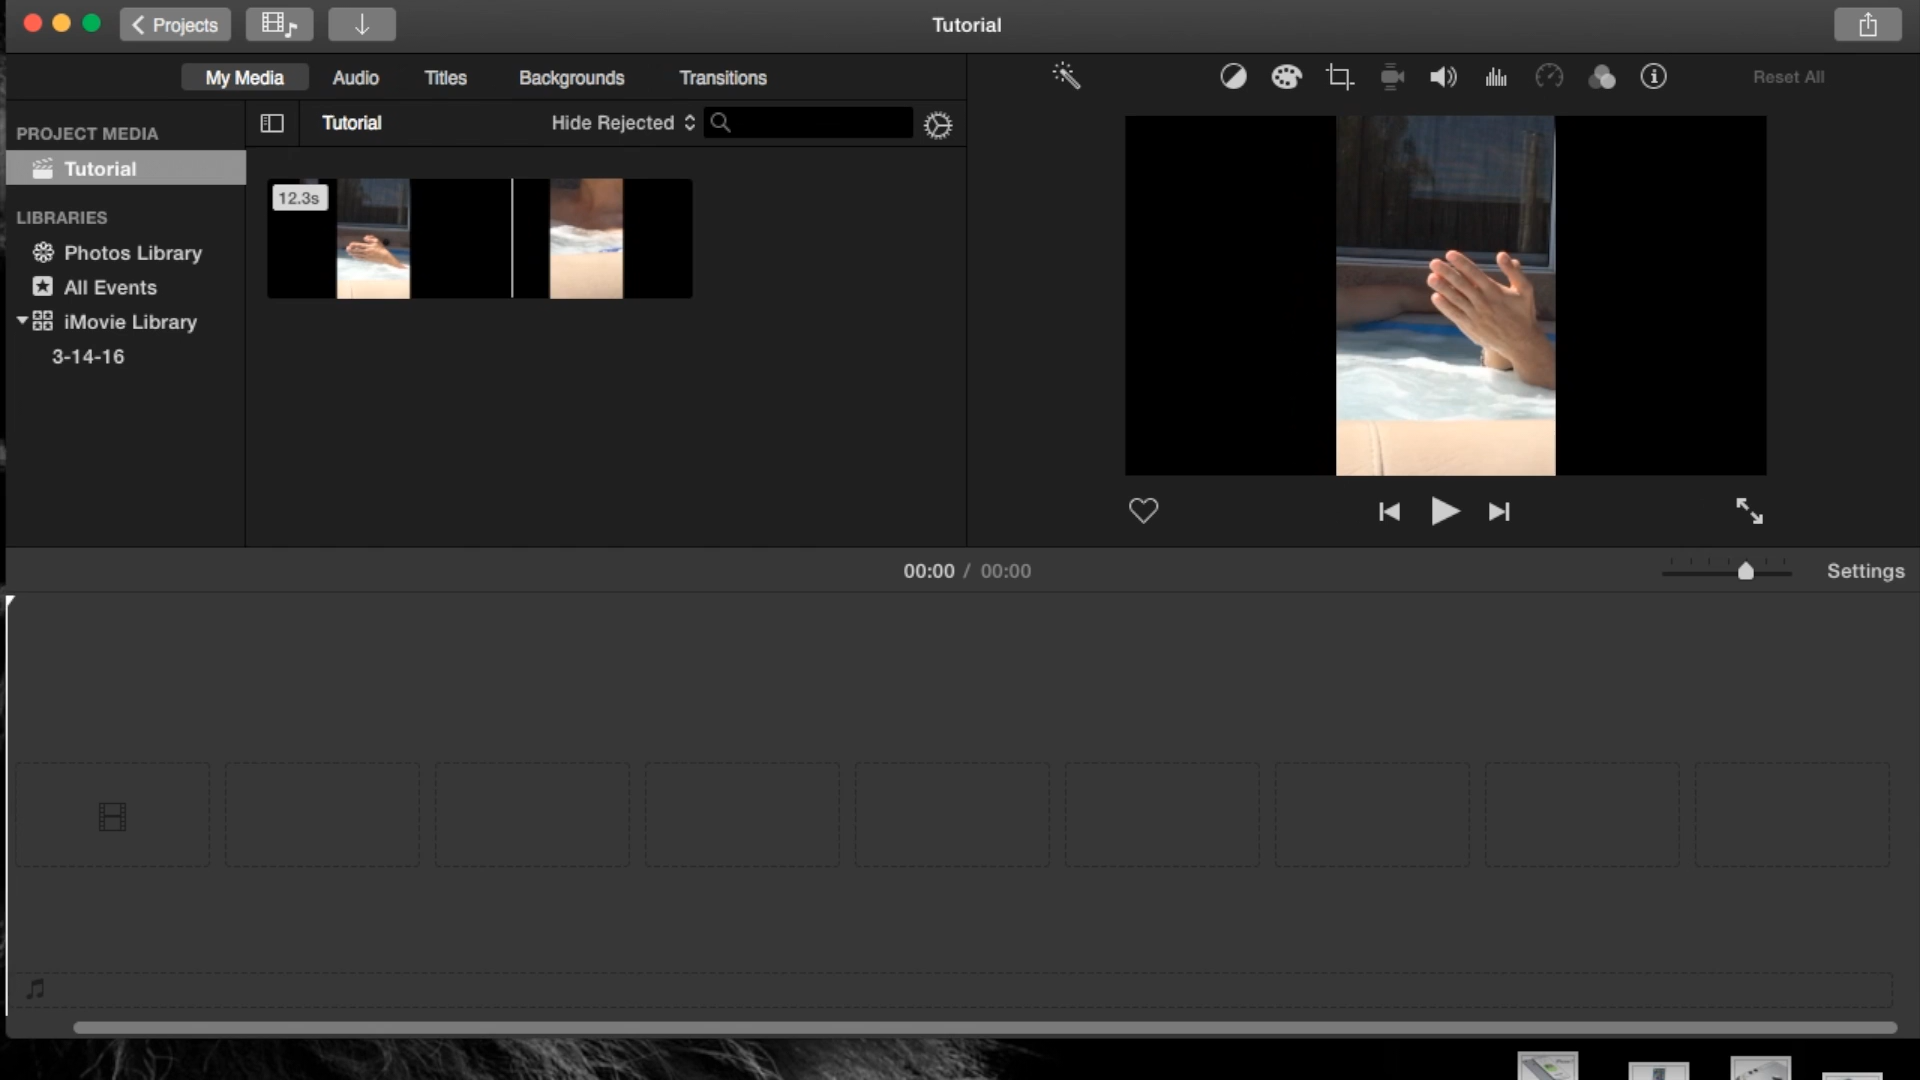 Projects
Tutorial
My Media
Audio
Titles
Backgrounds
Transitions
Reset All
PROJECT MEDIA
Tutorial
Hide Rejected
Tutorial
12.3s
LIBRARIES
Photos Library
All Events
iMovie Library
3-14-16
00:00 / 00:00
Settings